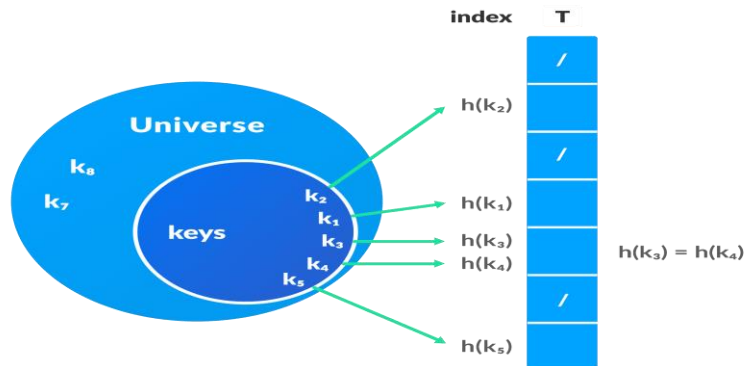 index T
/
h(k₂)
Universe
/
k₈
k₂
k₇
h(k₁)
k₁
keys
k₃
h(k₃)
h(k₃) = h(k₄)
k₄
h(k₄)
k₅
/
h(k₅)